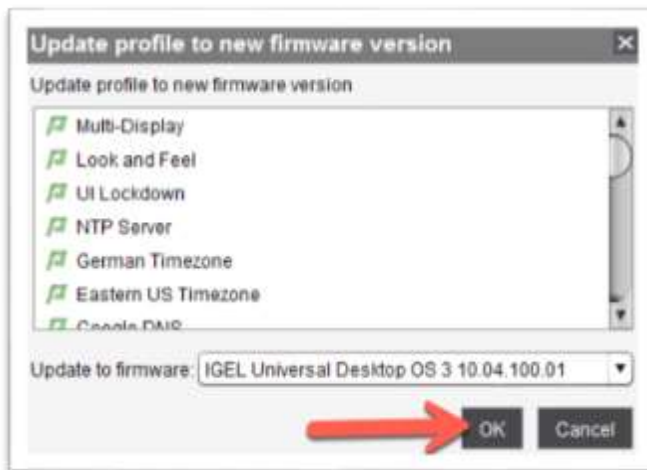 Update profile to new firmware version
Update profile to new firmware version
Multi-Display
Look and Feel
UI Lockdown
NTP Server
German Timezone
Eastern US Timezone
Google DNS
Update to firmware: IGEL Universal Desktop OS 3 10.04.100.01
OK Cancel